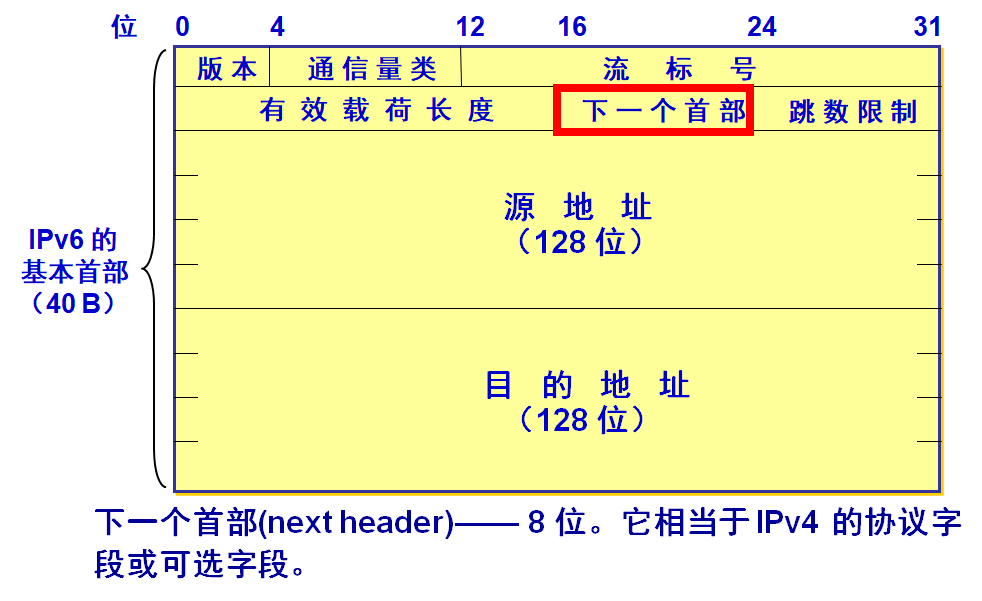 位 0 4 12 16 24 31
版本 通信量类 流标号
有效载荷长度 下一个首部 跳数限制
源地址
（128 位）
IPv6 的
基本首部
（40 B）
目的地址
（128 位）
下一个首部(next header)—— 8 位。它相当于 IPv4 的协议字
段或可选字段。